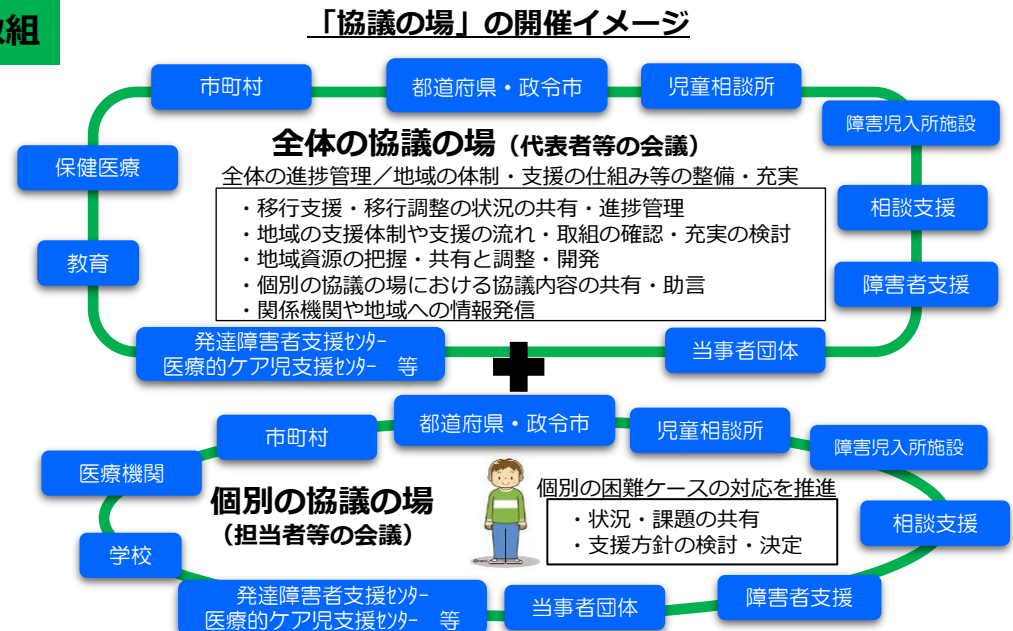 組
「協議の場」の開催イメージ
市町村
都道府県・政令市
児童相談所
障害児入所施設
保健医療
全体の協議の場（代表者等の会議）
全体の進捗管理／地域の体制・支援の仕組み等の整備・充実
・移行支援・移行調整の状況の共有・進捗管理
・地域の支援体制や支援の流れ・取組の確認・充実の検討
・地域資源の把握・共有と調整・開発
・個別の協議の場における協議内容の共有・助言
・関係機関や地域への情報発信
相談支援
教育
障害者支援
発達障害者支援ｾﾝﾀｰ
医療的ケア児支援ｾﾝﾀｰ　等
当事者団体
市町村
都道府県・政令市
児童相談所
障害児入所施設
医療機関
個別の協議の場
（担当者等の会議）
個別の困難ケースの対応を推進
・状況・課題の共有
・支援方針の検討・決定
相談支援
学校
発達障害者支援ｾﾝﾀｰ
医療的ケア児支援ｾﾝﾀｰ　等
当事者団体
障害者支援